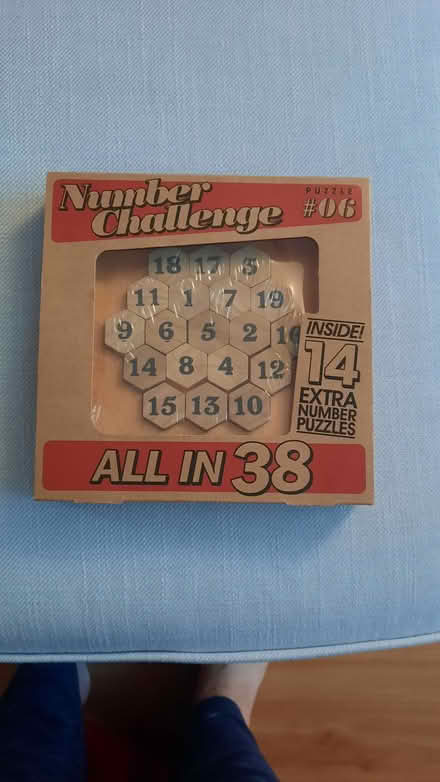 Number
Challenge
PUZZLE
#06
18 17 3
11 1 7 19
9 6 5 2 16
14 8 4 12
15 13 10
INSIDE!
14
EXTRA
NUMBER
PUZZLES
ALL IN 38